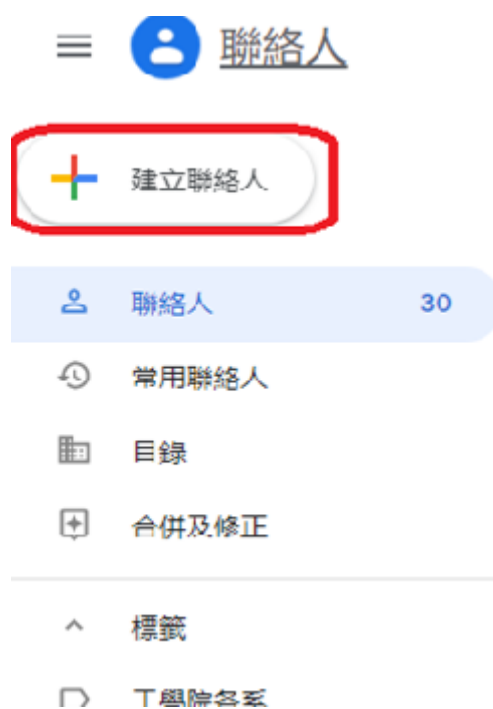 聯絡人
建立聯絡人
聯絡人 30
常用聯絡人
目錄
合併及修正
標籤
工學院各系